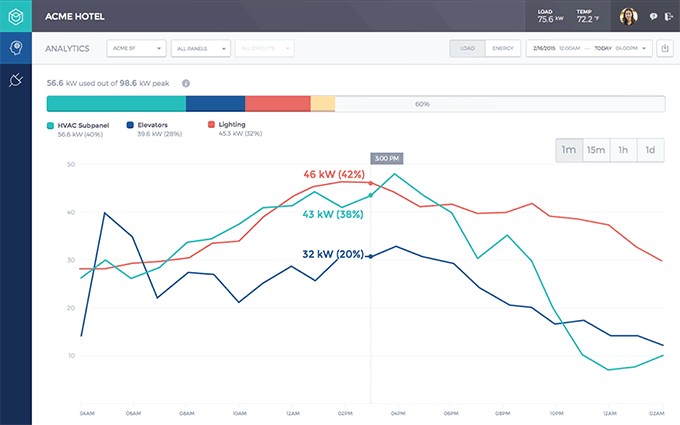 ACME HOTEL
LOAD
75.6 kW
TEMP
72.2 °F
ANALYTICS
ACME SF
ALL PANELS
ALL CIRCUITS
LOAD
ENERGY
2/16/2015 12:00AM — TODAY 04:00PM
56.6 kW used out of 98.6 kW peak
i
60%
HVAC Subpanel
56.6 kW (40%)
Elevators
39.6 kW (28%)
Lighting
45.3 kW (32%)
1m 15m 1h 1d
3:00 PM
50
46 kW (42%)
43 kW (38%)
40
32 kW (20%)
30
20
10
04AM 06AM 08AM 10AM 12AM 02PM 04PM 06PM 08PM 10PM 12AM 02AM